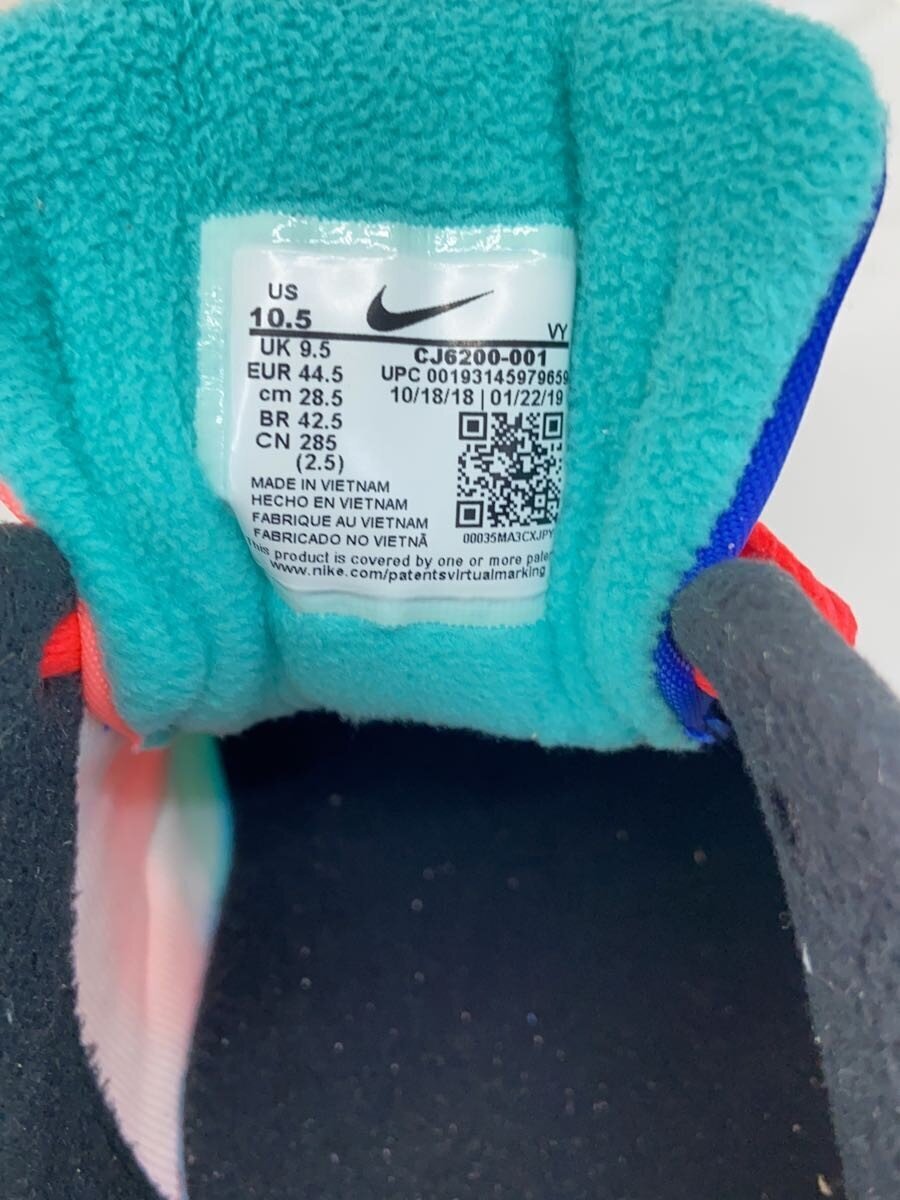 US
10.5
VY
UK 9.5
EUR 44.5
cm 28.5
BR 42.5
CN 285
(2.5)
CJ6200-001
UPC 00193145979659
10/18/18 | 01/22/19
MADE IN VIETNAM
HECHO EN VIETNAM
FABRIQUE AU VIETNAM
FABRICADO NO VIETNÃ
00035MA3CXJPY
This product is covered by one or more
www.nike.com/patentsvirtualmarking